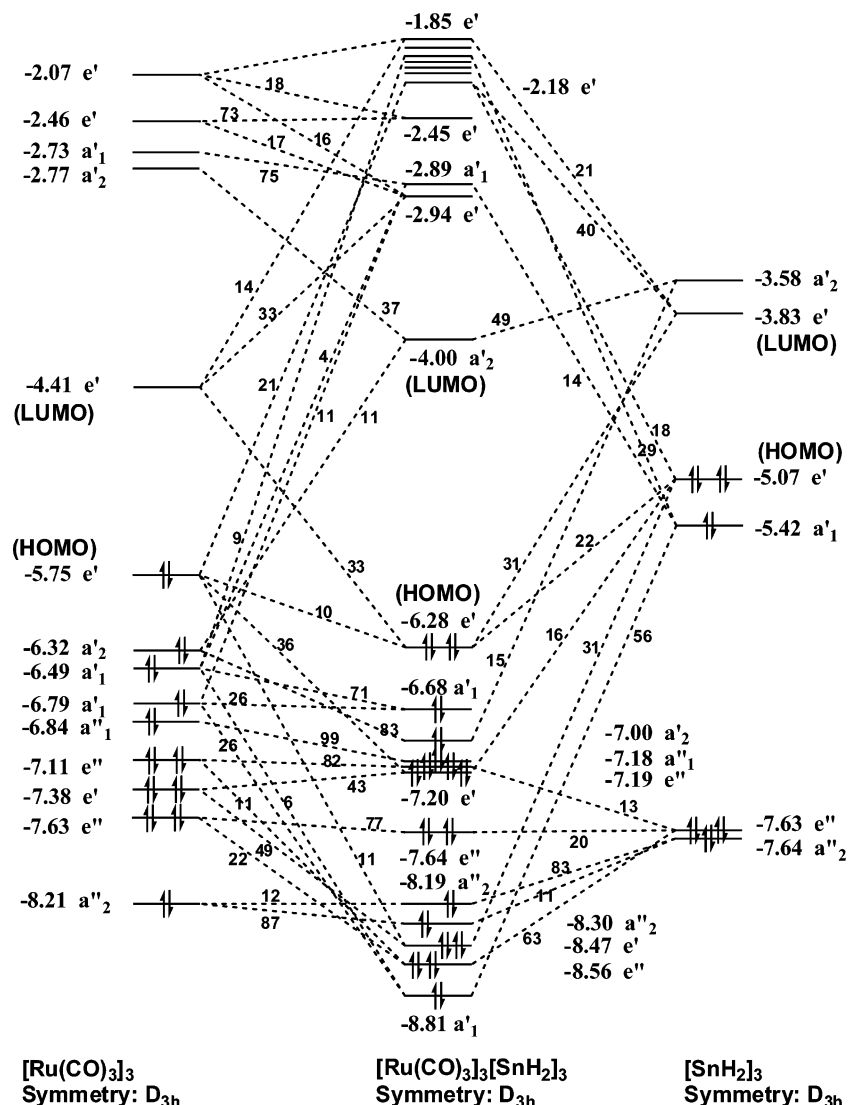 -1.85 e'
-2.07 e'
-2.18 e'
18
73
-2.46 e'
-2.45 e'
16
17
-2.73 a'1
-2.89 a'1
21
-2.77 a'2
75
-2.94 e'
40
14
-3.58 a'2
37
33
49
-3.83 e'
(LUMO)
4
-4.00 a'2
(LUMO)
14
-4.41 e'
(LUMO)
21
11
11
18
(HOMO)
29
-5.07 e'
-5.42 a'1
9
22
(HOMO)
-5.75 e'
33
31
(HOMO)
10
-6.28 e'
56
36
16
31
-6.32 a'2
-6.49 a'1
15
-6.68 a'1
71
-6.79 a'1
26
-6.84 a"1
83
-7.00 a'2
99
26
-7.18 a"1
82
-7.11 e"
-7.19 e"
43
-7.38 e'
11
6
-7.20 e'
13
-7.63 e"
77
20
-7.63 e"
-7.64 a"2
49
22
11
-7.64 e"
83
-8.19 a"2
11
-8.21 a"2
12
87
-8.30 a"2
63
-8.47 e'
-8.56 e"
-8.81 a'1
[Ru(CO)3]3
Symmetry: D3h
[Ru(CO)3]3[SnH2]3
Symmetry: D3h
[SnH2]3
Symmetry: D3h